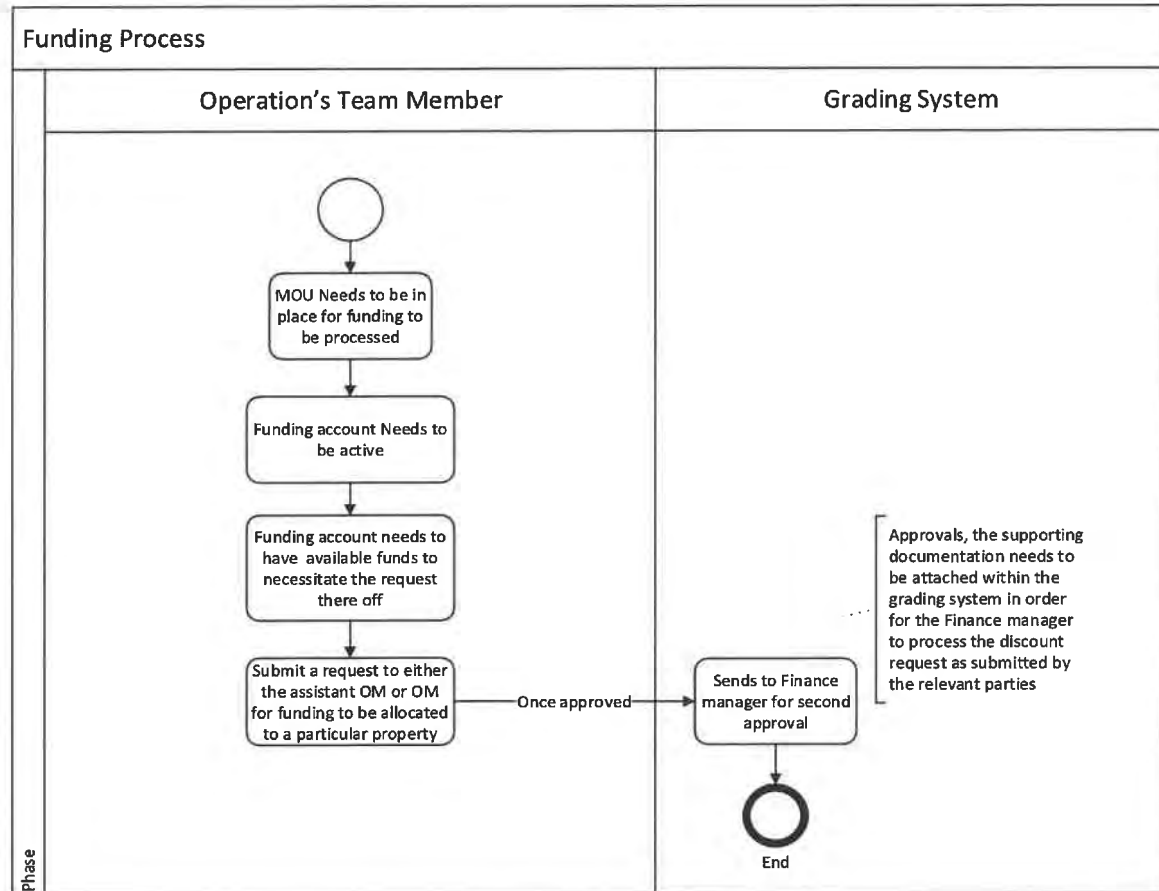 Funding Process
Operation's Team Member
Grading System
MOU Needs to be in
place for funding to
be processed
Funding account Needs to
be active
Funding account needs to
have available funds to
necessitate the request
there off
Submit a request to either
the assistant OM or OM
for funding to be allocated
to a particular property
Once approved
Sends to Finance
manager for second
approval
Approvals, the supporting
documentation needs to
be attached within the
grading system in order
for the Finance manager
to process the discount
request as submitted by
the relevant parties
End
Phase